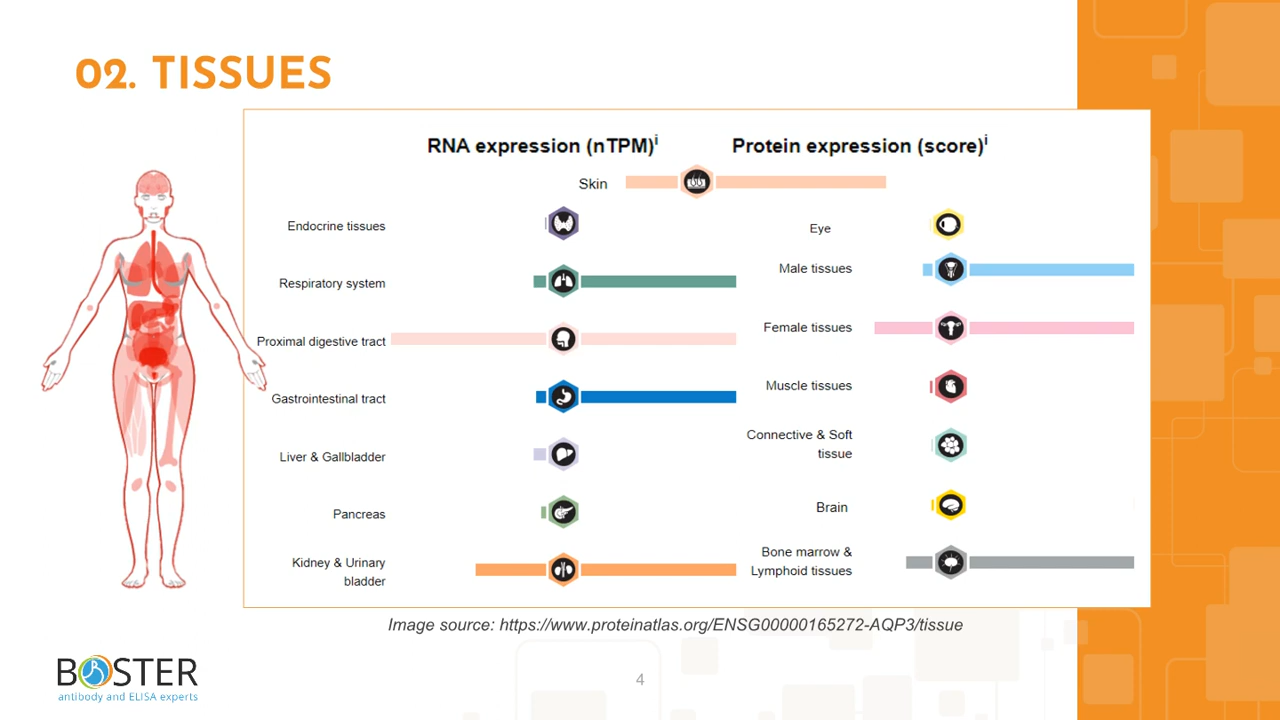 02. TISSUES
RNA expression (nTPM)i
Protein expression (score)i
Skin
Endocrine tissues
Respiratory system
Proximal digestive tract
Gastrointestinal tract
Liver & Gallbladder
Pancreas
Kidney & Urinary
bladder
Eye
Male tissues
Female tissues
Muscle tissues
Connective & Soft
tissue
Brain
Bone marrow &
Lymphoid tissues
Image source: https://www.proteinatlas.org/ENSG00000165272-AQP3/tissue
BOSTER
antibody and ELISA experts
4